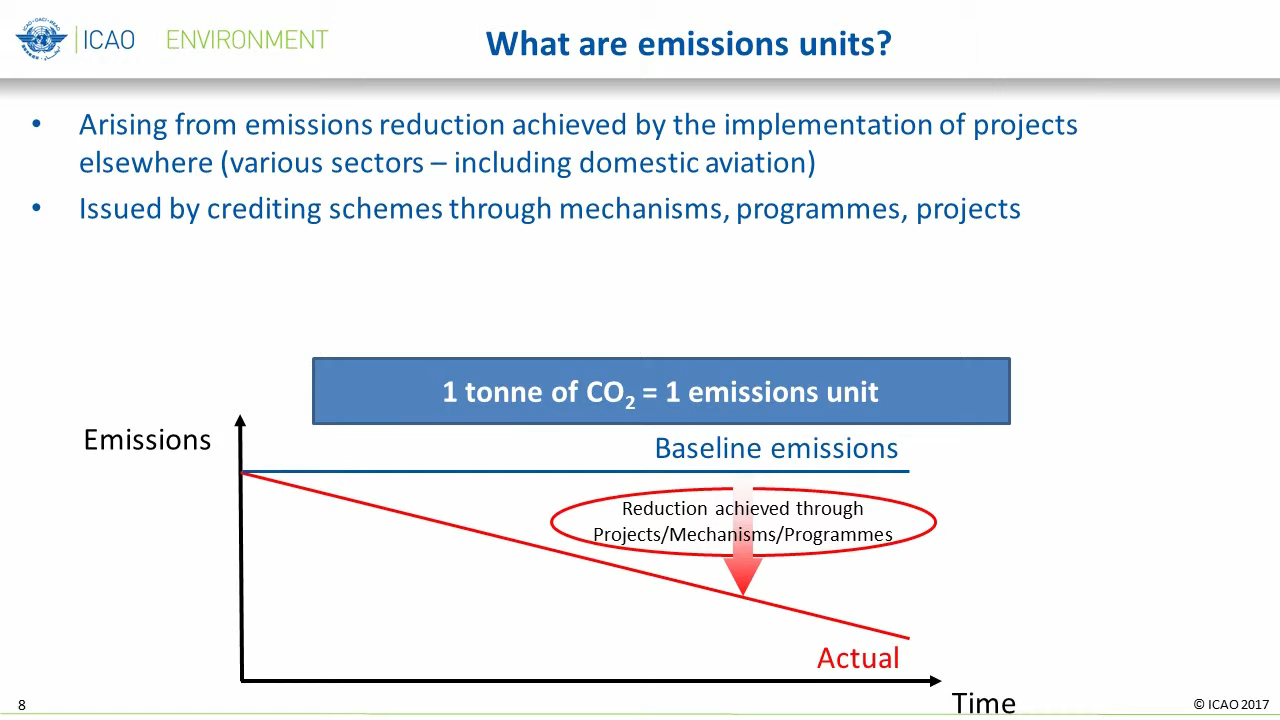 ICAO ENVIRONMENT
What are emissions units?
• Arising from emissions reduction achieved by the implementation of projects
elsewhere (various sectors – including domestic aviation)
• Issued by crediting schemes through mechanisms, programmes, projects
1 tonne of CO₂ = 1 emissions unit
Emissions
Baseline emissions
Reduction achieved through
Projects/Mechanisms/Programmes
Actual
Time
8
© ICAO 2017